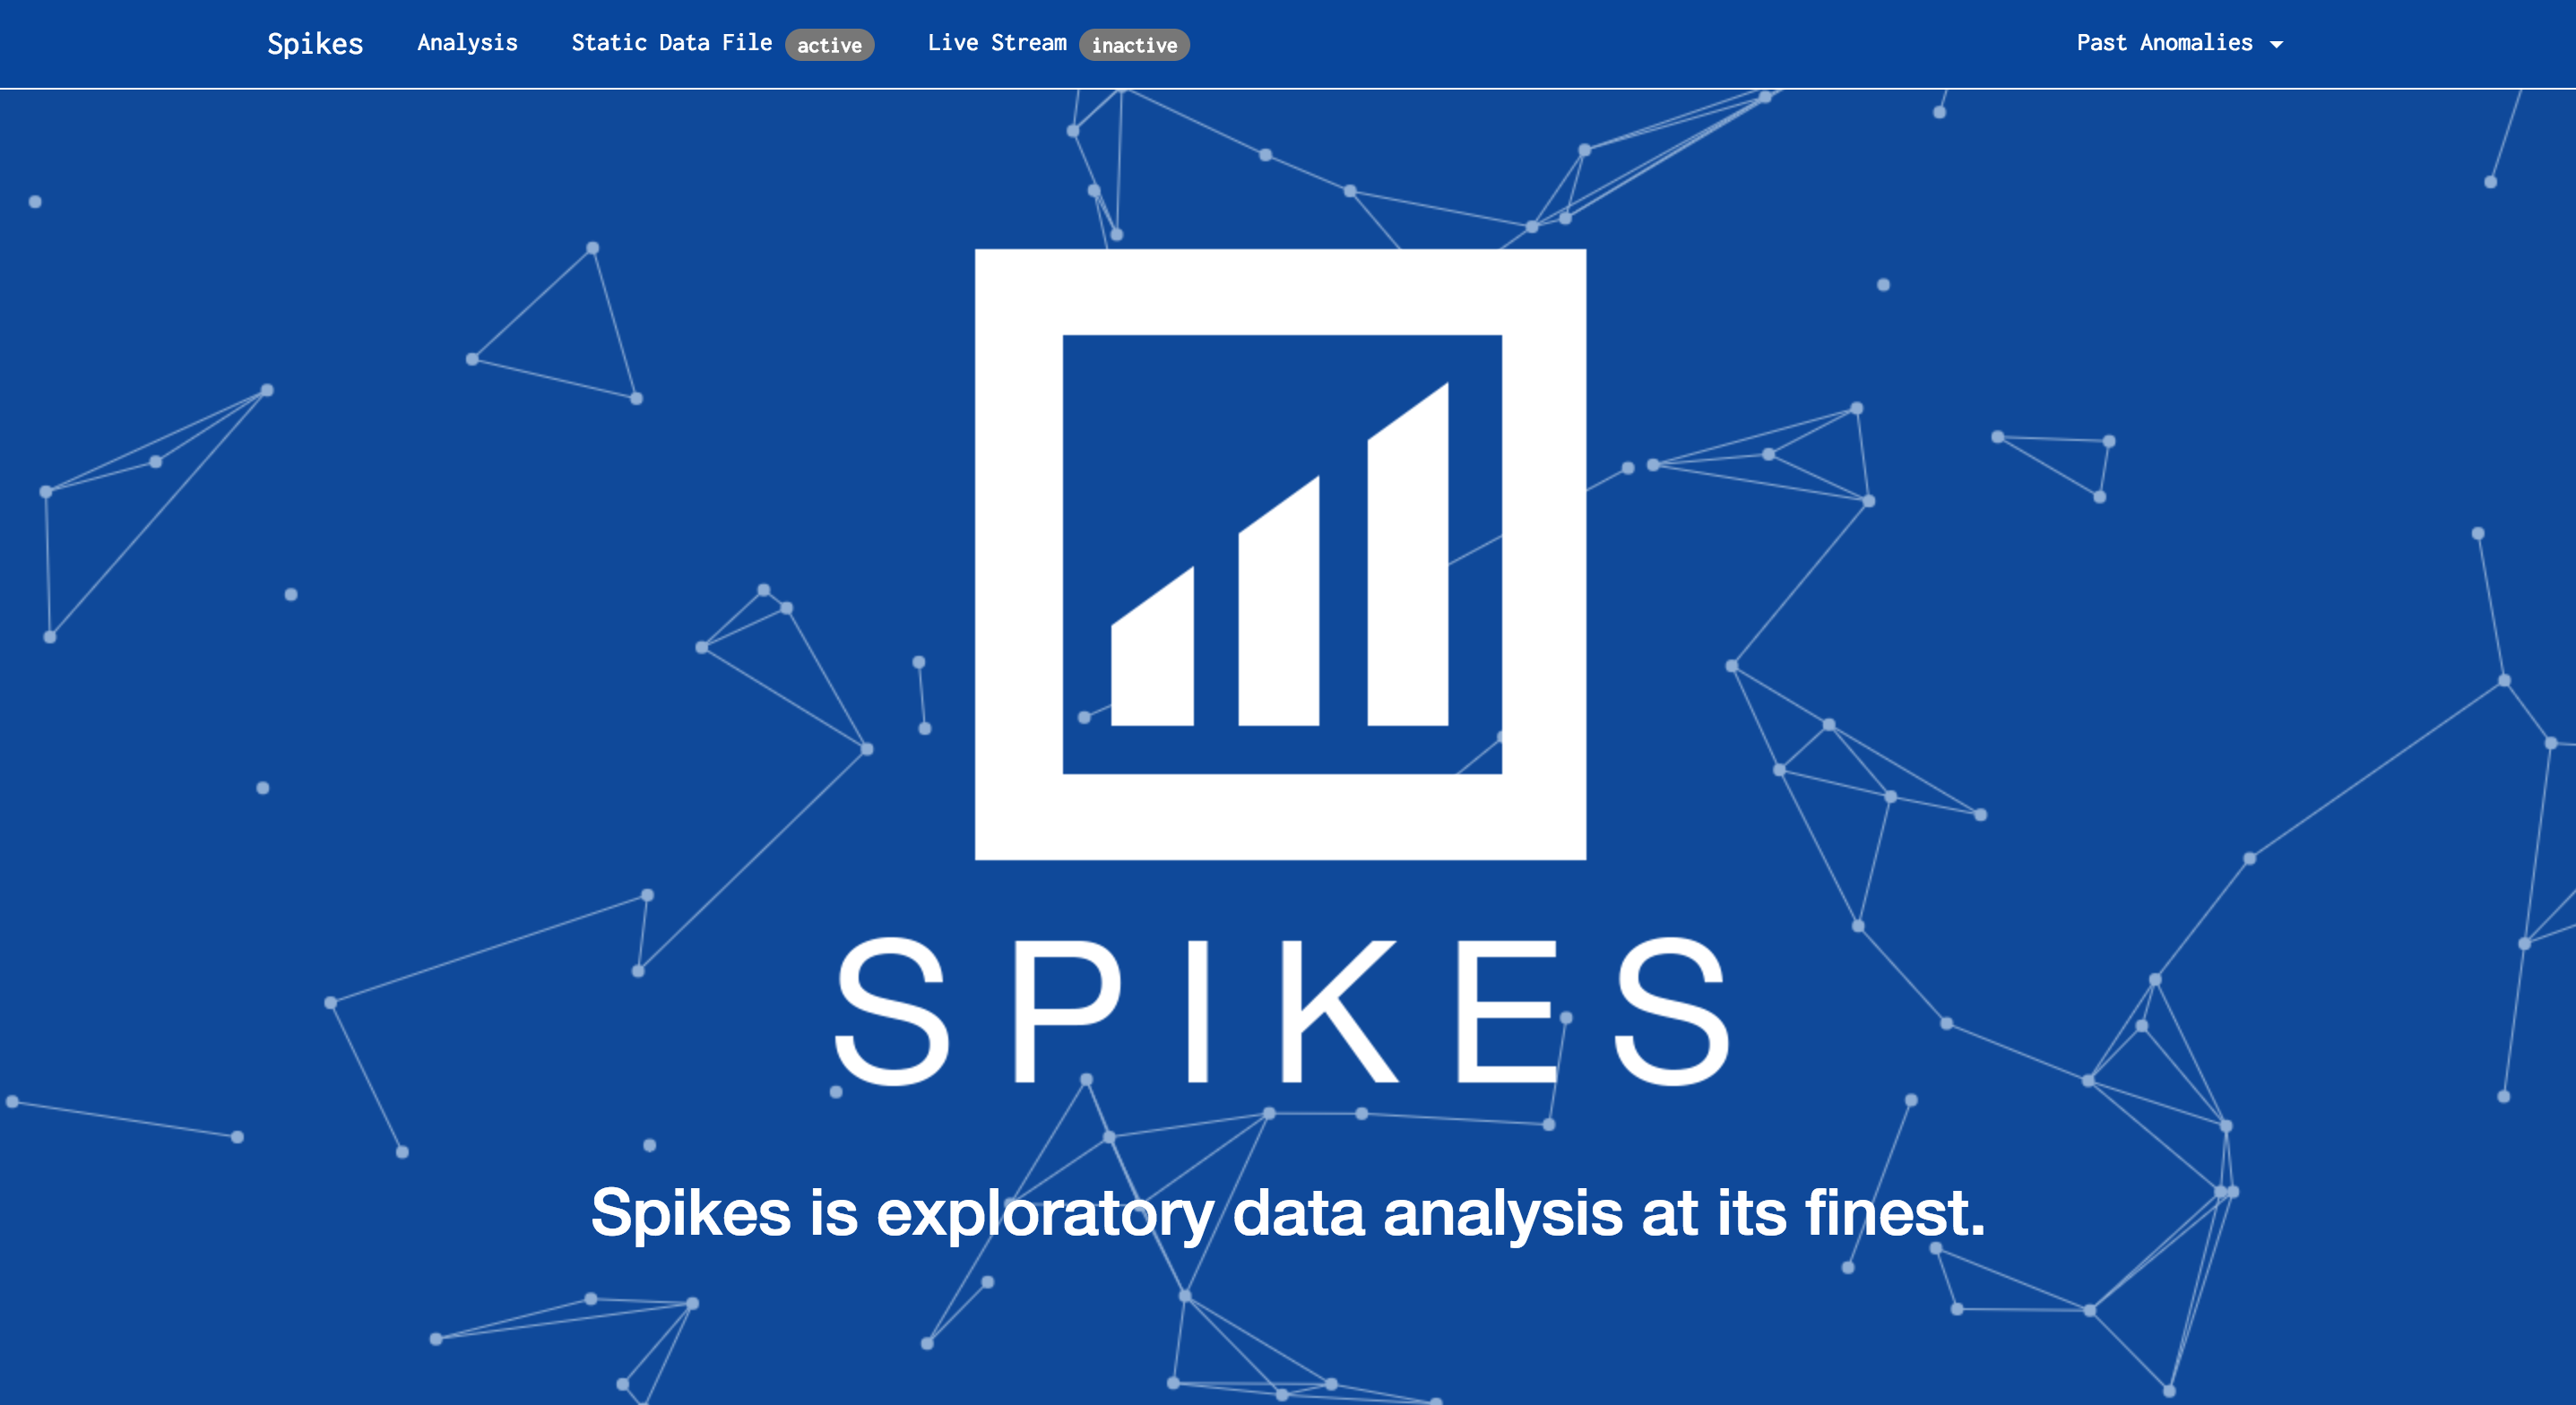 Spikes Analysis Static Data File active Live Stream inactive Past Anomalies
SPIKES
Spikes is exploratory data analysis at its finest.